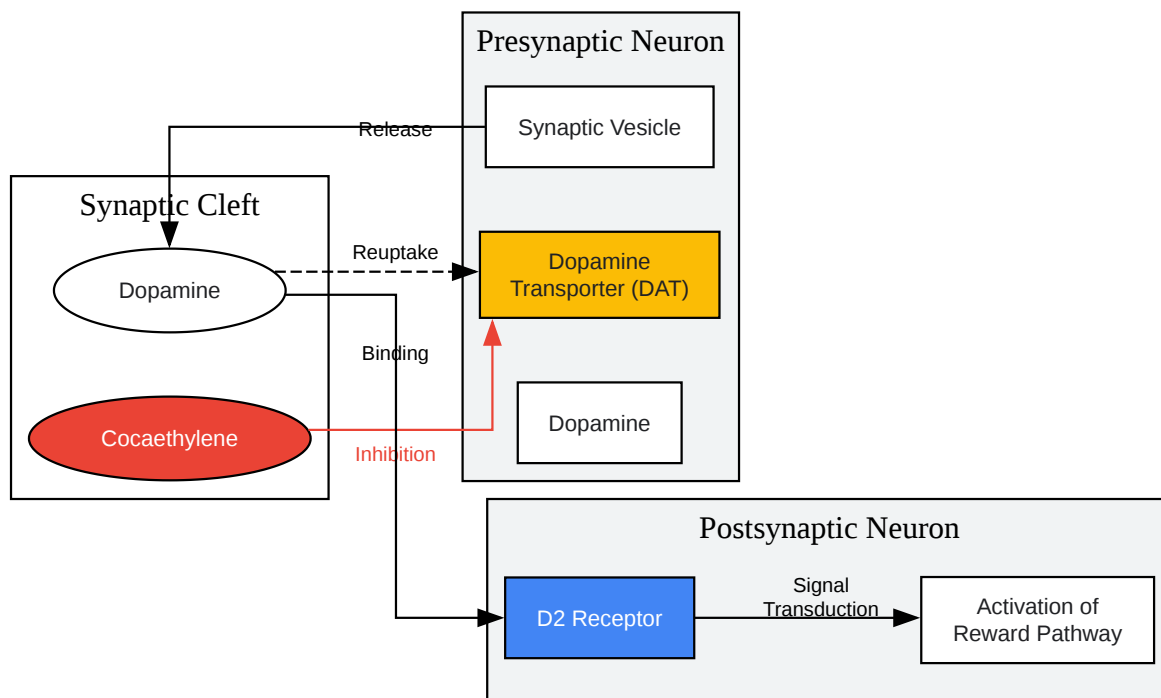 Presynaptic Neuron
Synaptic Vesicle
Release
Synaptic Cleft
Dopamine
Reuptake
Dopamine
Transporter (DAT)
Binding
Dopamine
Cocaethylene
Inhibition
Postsynaptic Neuron
D2 Receptor
Signal
Transduction
Activation of
Reward Pathway